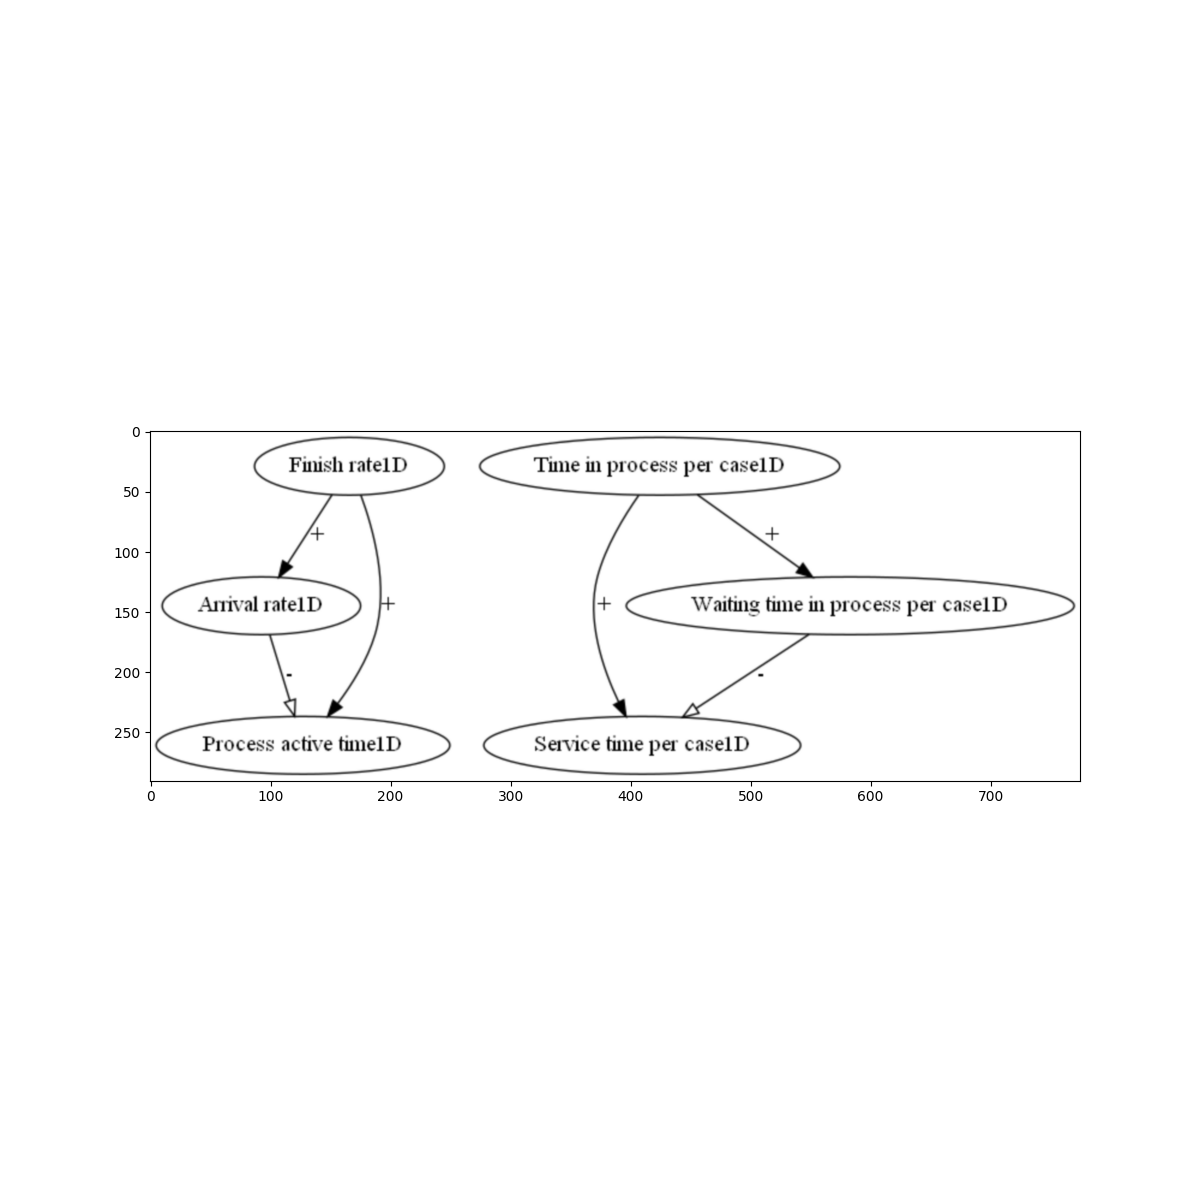 0
50
100
150
200
250
Finish rate1D
Time in process per case1D
+
+
Arrival rate1D
+
+
Waiting time in process per case1D
-
-
Process active time1D
Service time per case1D
0 100 200 300 400 500 600 700